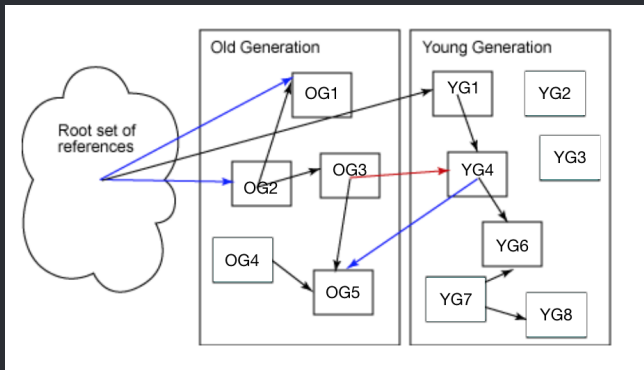 Old Generation
Young Generation
Root set of
references
OG1
YG1
YG2
OG2
OG3
YG4
YG3
OG4
OG5
YG6
YG7
YG8